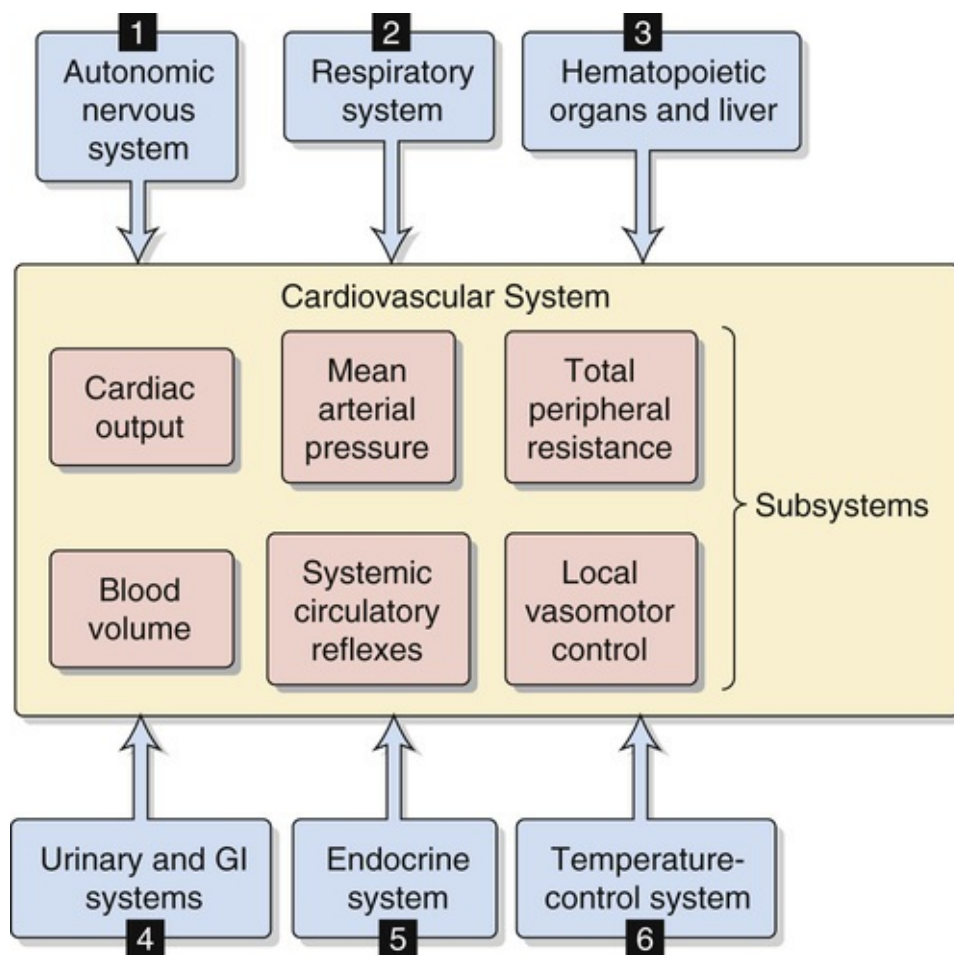 1
Autonomic
nervous
system
2
Respiratory
system
3
Hematopoietic
organs and liver
Cardiovascular System
Cardiac
output
Mean
arterial
pressure
Total
peripheral
resistance
Blood
volume
Systemic
circulatory
reflexes
Local
vasomotor
control
Subsystems
Urinary and GI
systems
4
Endocrine
system
5
Temperature-
control system
6